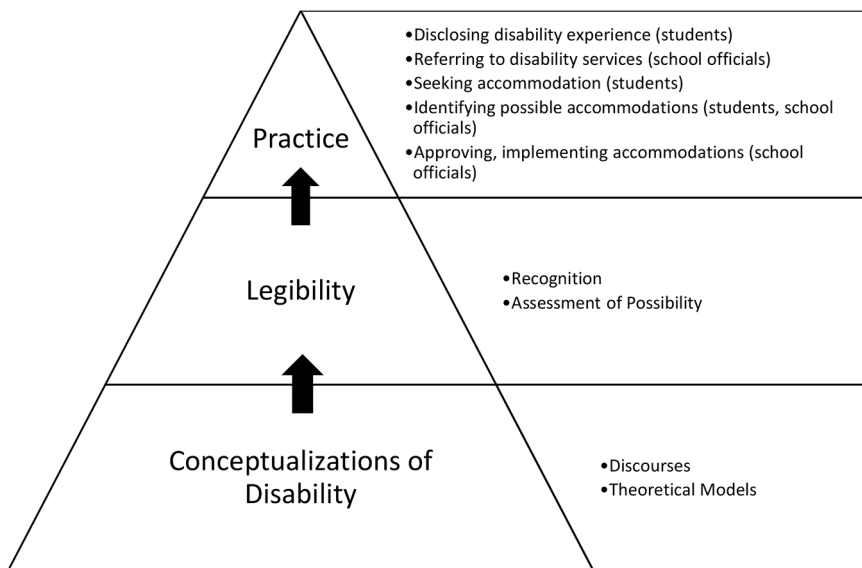 •Disclosing disability experience (students)
•Referring to disability services (school officials)
•Seeking accommodation (students)
•Identifying possible accommodations (students, school
officials)
•Approving, implementing accommodations (school
officials)
Practice
Legibility
•Recognition
•Assessment of Possibility
Conceptualizations of
Disability
•Discourses
•Theoretical Models